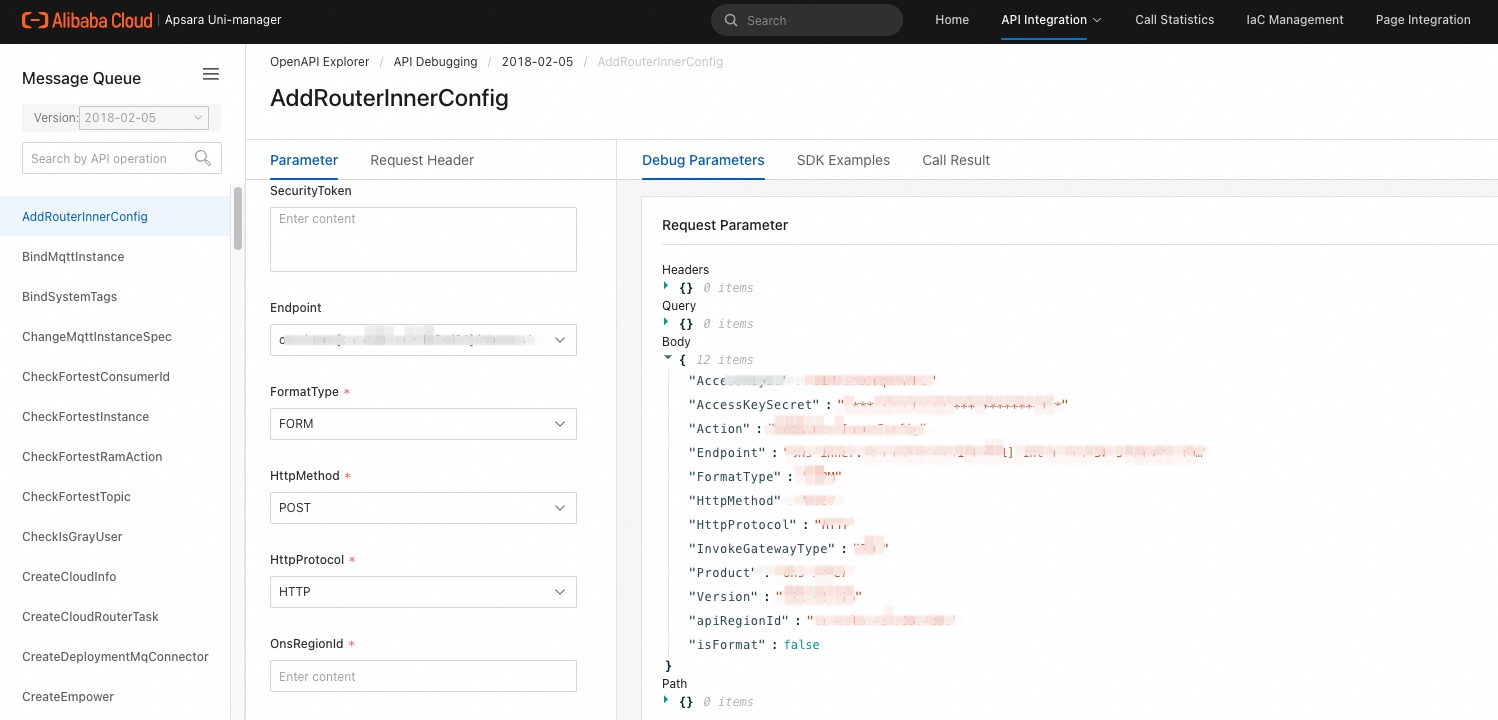 Alibaba Cloud | Apsara Uni-manager
Search
Home
API Integration
Call Statistics
IaC Management
Page Integration
Message Queue
Version: 2018-02-05
Search by API operation
AddRouterInnerConfig
BindMqttInstance
BindSystemTags
ChangeMqttInstanceSpec
CheckFortestConsumerId
CheckFortestInstance
CheckFortestRamAction
CheckFortestTopic
CheckIsGrayUser
CreateCloudInfo
CreateCloudRouterTask
CreateDeploymentMqConnector
CreateEmpower
OpenAPI Explorer / API Debugging / 2018-02-05 / AddRouterInnerConfig
AddRouterInnerConfig
Parameter
Request Header
SecurityToken
Enter content
Endpoint
FormatType *
FORM
HttpMethod *
POST
HttpProtocol *
HTTP
OnsRegionId *
Enter content
Debug Parameters
SDK Examples
Call Result
Request Parameter
Headers
{} 0 items
Query
{} 0 items
Body
{ 12 items
"AccessKeySecret" :
"Action" :
"Endpoint" :
"FormatType" :
"HttpMethod"
"HttpProtocol" :
"InvokeGatewayType" :
"Product" :
"Version" :
"apiRegionId" :
"isFormat" : false
}
Path
{} 0 items